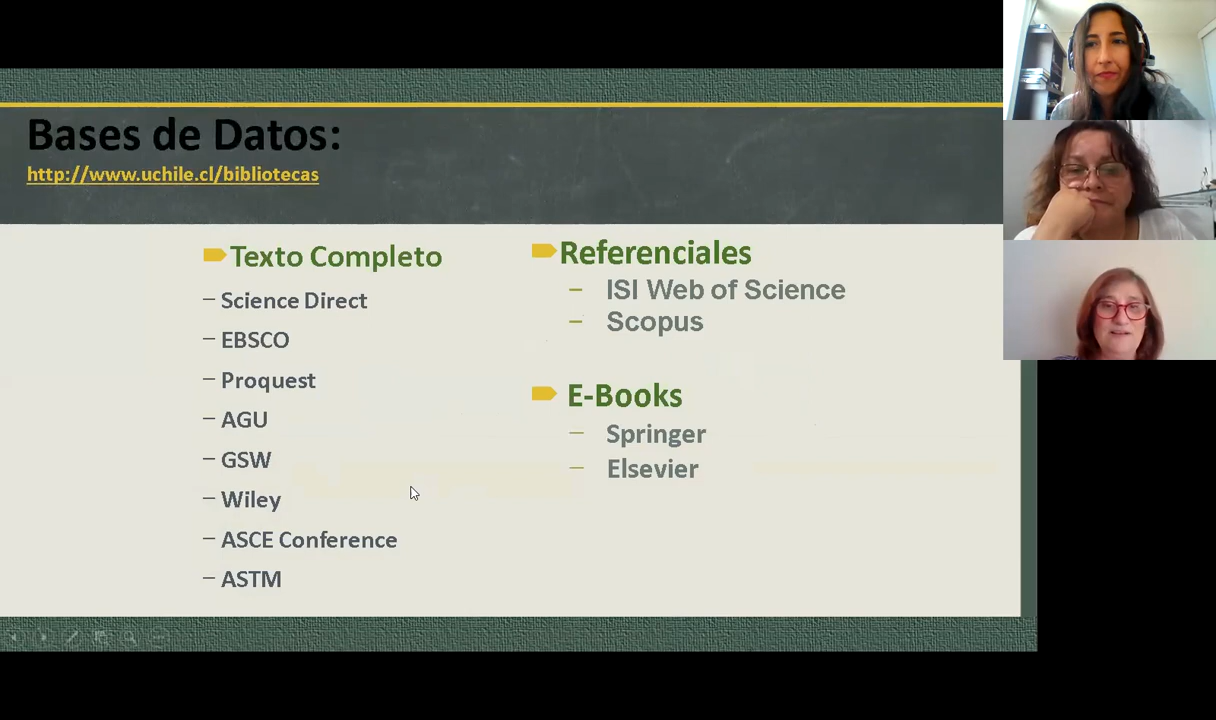 Bases de Datos:
http://www.uchile.cl/bibliotecas
Texto Completo
– Science Direct
– EBSCO
– Proquest
– AGU
– GSW
– Wiley
– ASCE Conference
– ASTM
Referenciales
– ISI Web of Science
– Scopus
E-Books
– Springer
– Elsevier